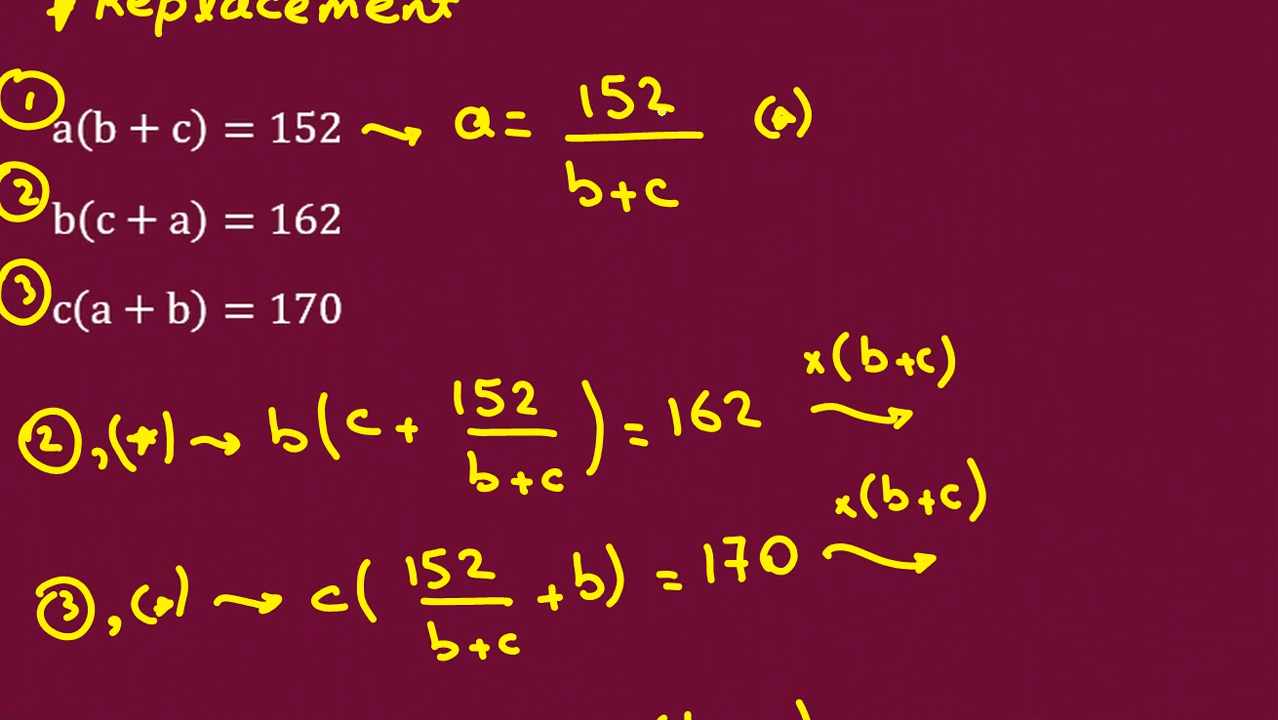 Replacement
① a(b + c) = 152 → a = 152/(b+c) (*)
② b(c + a) = 162
③ c(a + b) = 170
②,(*) → b(c + 152/(b+c)) = 162 ×(b+c) →
③,(*) → c(152/(b+c) + b) = 170 ×(b+c) →